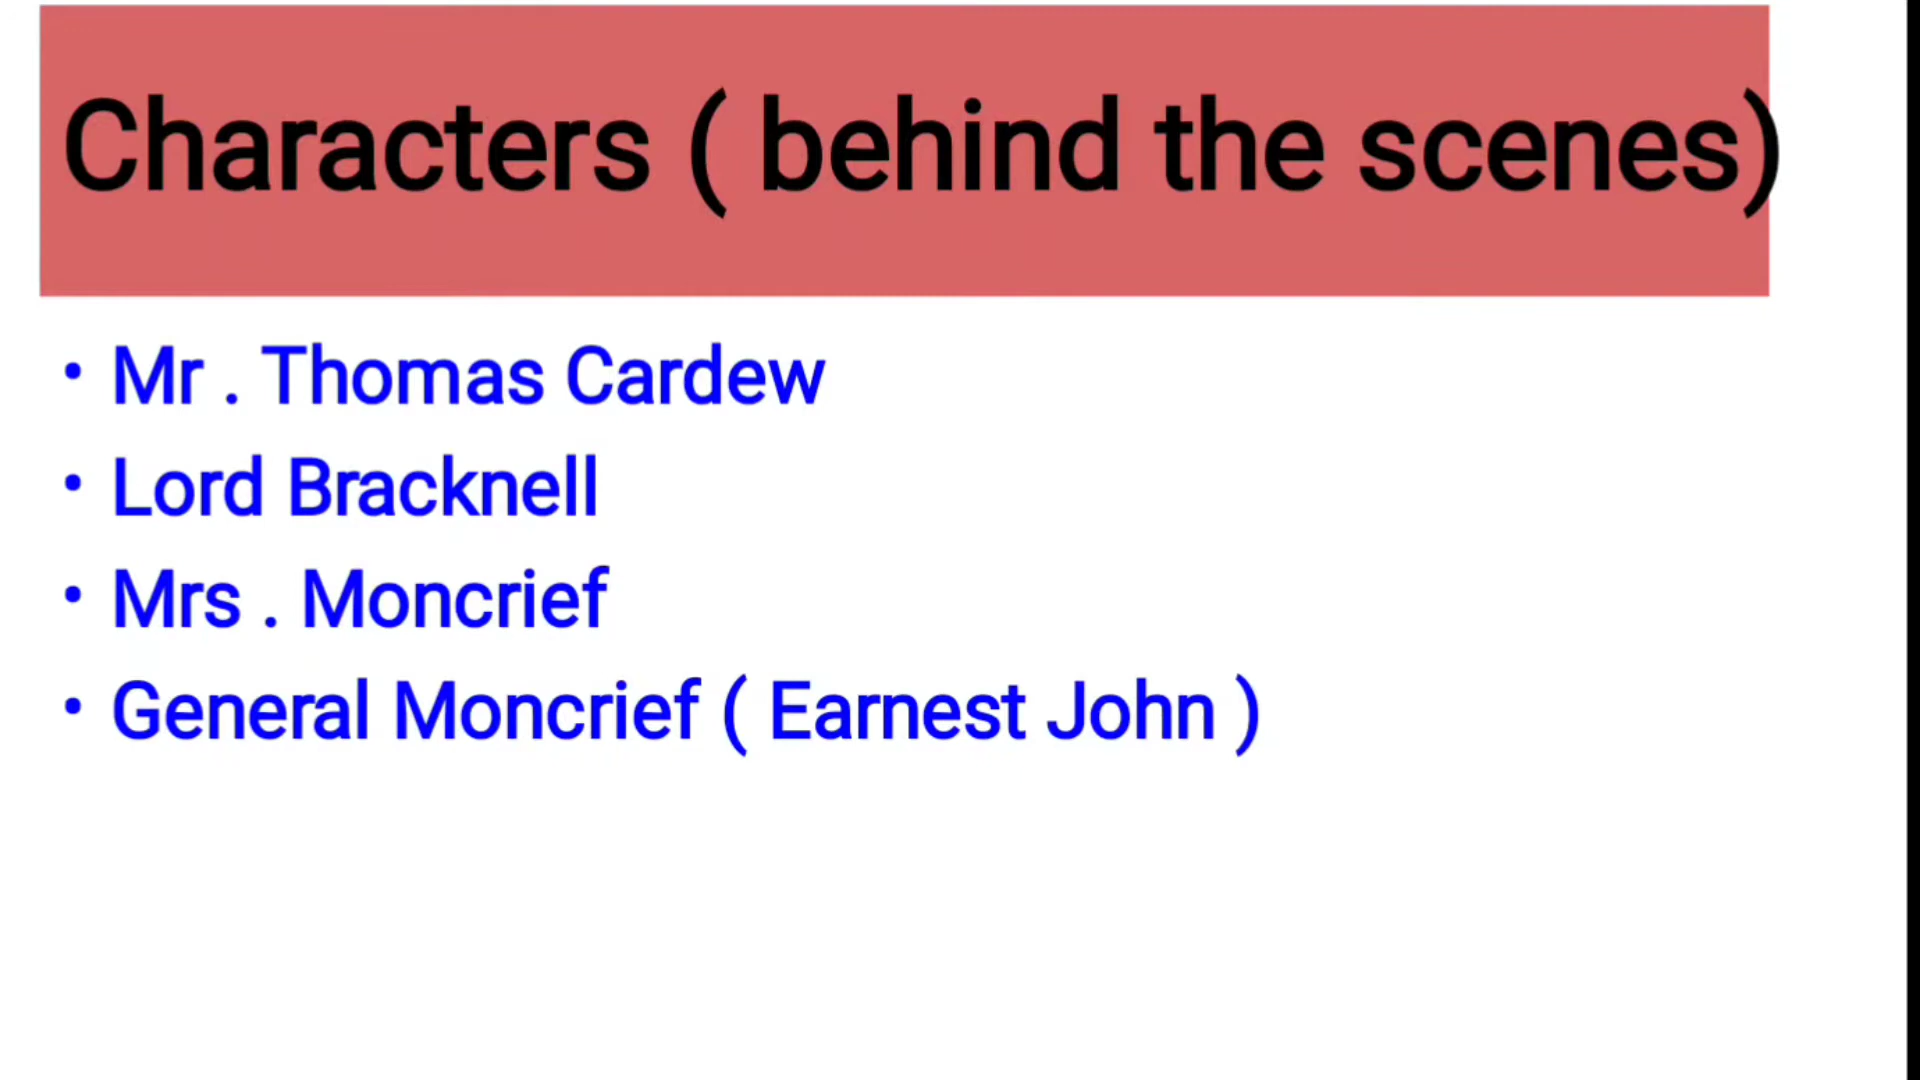 Characters ( behind the scenes)
• Mr . Thomas Cardew
• Lord Bracknell
• Mrs . Moncrief
• General Moncrief ( Earnest John )